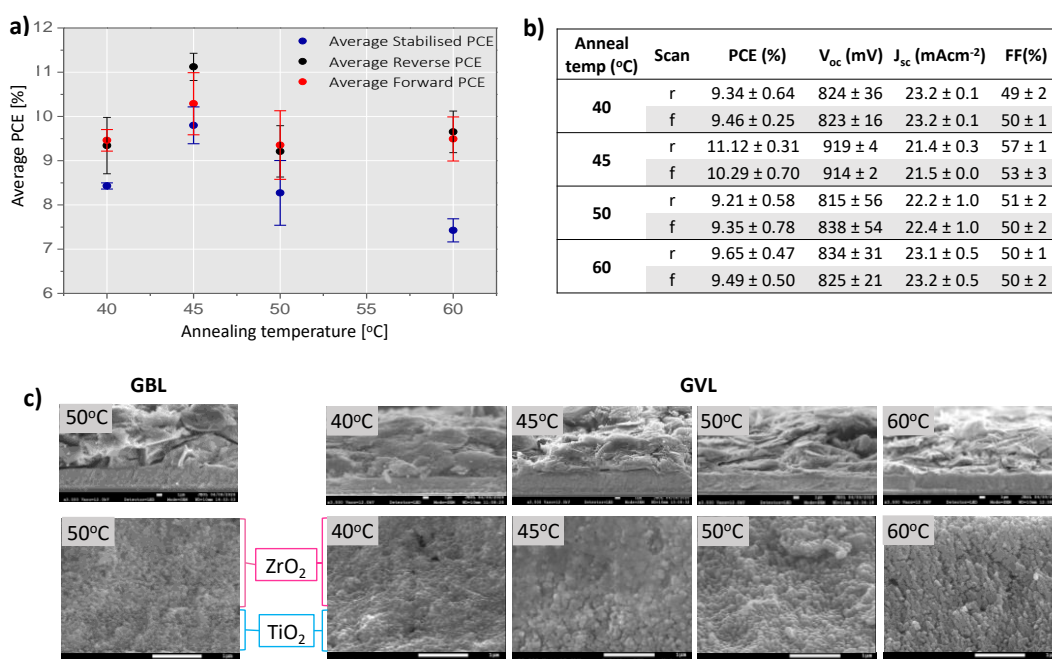 a)
Average Stabilised PCE
Average Reverse PCE
Average Forward PCE
12
11
10
9
8
7
6
Average PCE [%]
40 45 50 55 60
Annealing temperature [°C]
b)
Anneal temp (°C) Scan PCE (%) Voc (mV) Jsc (mAcm⁻²) FF(%)
40 r 9.34 ± 0.64 824 ± 36 23.2 ± 0.1 49 ± 2
f 9.46 ± 0.25 823 ± 16 23.2 ± 0.1 50 ± 1
45 r 11.12 ± 0.31 919 ± 4 21.4 ± 0.3 57 ± 1
f 10.29 ± 0.70 914 ± 2 21.5 ± 0.0 53 ± 3
50 r 9.21 ± 0.58 815 ± 56 22.2 ± 1.0 51 ± 2
f 9.35 ± 0.78 838 ± 54 22.4 ± 1.0 50 ± 2
60 r 9.65 ± 0.47 834 ± 31 23.1 ± 0.5 50 ± 1
f 9.49 ± 0.50 825 ± 21 23.2 ± 0.5 50 ± 2
c)
GBL GVL
50°C 40°C 45°C 50°C 60°C
50°C 40°C 45°C 50°C 60°C
ZrO₂
TiO₂